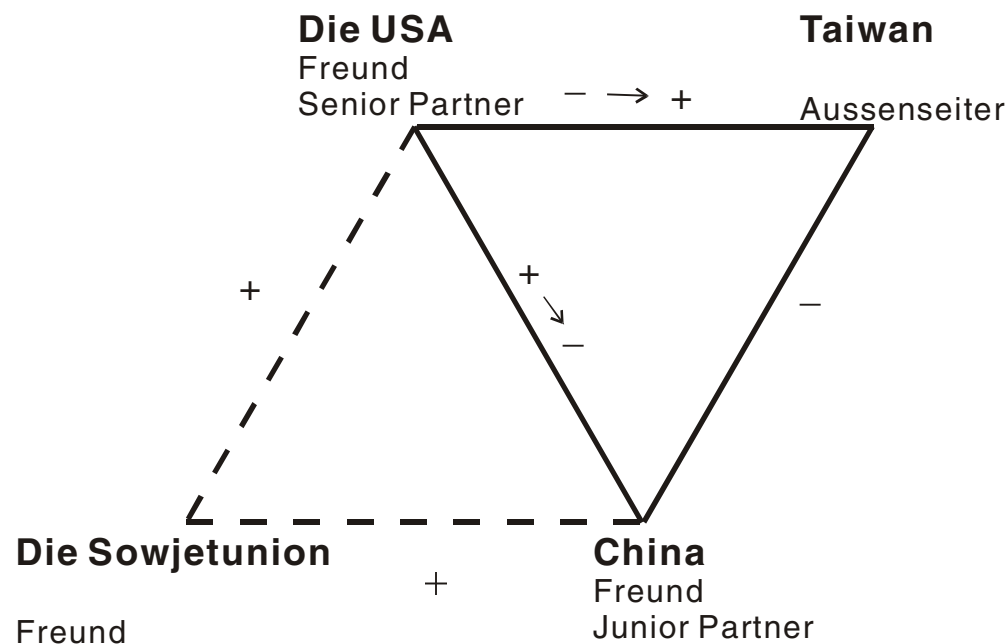 Die USA
Freund
Senior Partner
− → +
Taiwan
Aussenseiter
+
+
−
−
Die Sowjetunion
Freund
+
China
Freund
Junior Partner